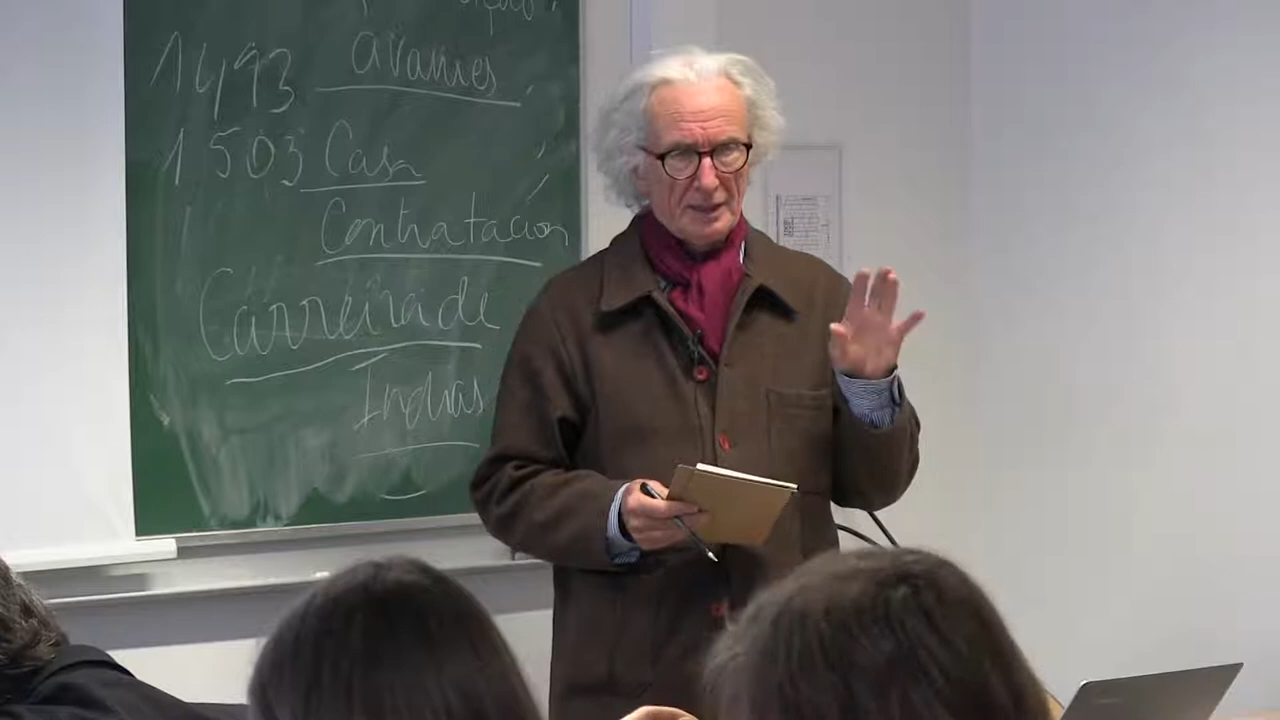 1493 avanies
1503 Casa
Contratación
Carreira de
Indias